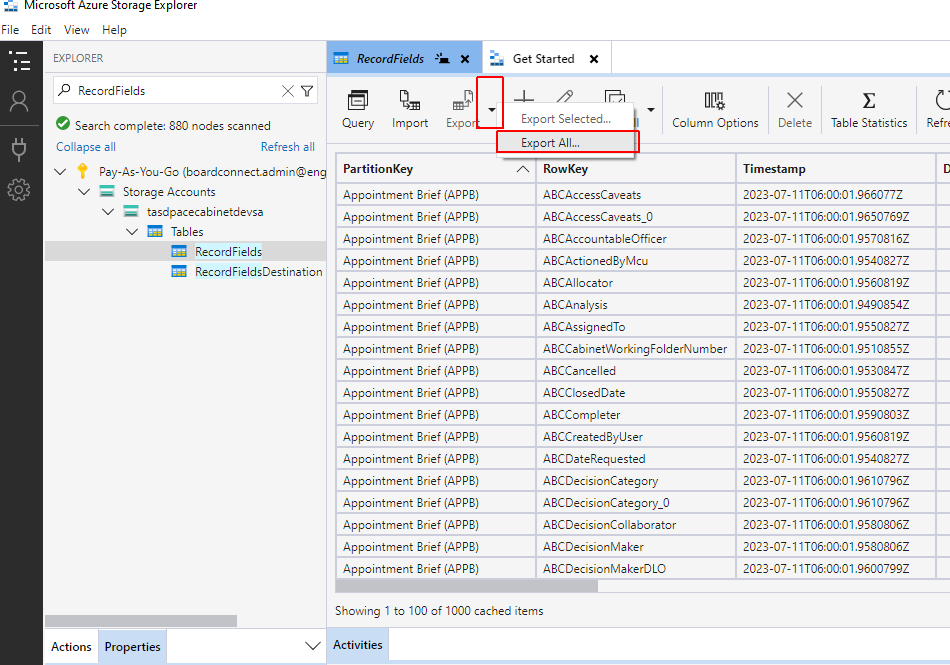 Microsoft Azure Storage Explorer
File Edit View Help
EXPLORER
RecordFields
Search complete: 880 nodes scanned
Collapse all Refresh all
Pay-As-You-Go (boardconnect.admin@eng
Storage Accounts
tasdpacecabinetdevsa
Tables
RecordFields
RecordFieldsDestination
Actions Properties
RecordFields Get Started
Query Import Export Column Options Delete Table Statistics Refre
Export Selected...
Export All...
PartitionKey RowKey Timestamp D
Appointment Brief (APPB) ABCAccessCaveats 2023-07-11T06:00:01.966077Z
Appointment Brief (APPB) ABCAccessCaveats_0 2023-07-11T06:00:01.9650769Z
Appointment Brief (APPB) ABCAccountableOfficer 2023-07-11T06:00:01.9570816Z
Appointment Brief (APPB) ABCActionedByMcu 2023-07-11T06:00:01.9540827Z
Appointment Brief (APPB) ABCAllocator 2023-07-11T06:00:01.9560819Z
Appointment Brief (APPB) ABCAnalysis 2023-07-11T06:00:01.9490854Z
Appointment Brief (APPB) ABCAssignedTo 2023-07-11T06:00:01.9550827Z
Appointment Brief (APPB) ABCCabinetWorkingFolderNumber 2023-07-11T06:00:01.9510855Z
Appointment Brief (APPB) ABCCancelled 2023-07-11T06:00:01.9530847Z
Appointment Brief (APPB) ABCClosedDate 2023-07-11T06:00:01.9550827Z
Appointment Brief (APPB) ABCCompleter 2023-07-11T06:00:01.9590803Z
Appointment Brief (APPB) ABCCreatedByUser 2023-07-11T06:00:01.9560819Z
Appointment Brief (APPB) ABCDateRequested 2023-07-11T06:00:01.9540827Z
Appointment Brief (APPB) ABCDecisionCategory 2023-07-11T06:00:01.9610796Z
Appointment Brief (APPB) ABCDecisionCategory_0 2023-07-11T06:00:01.9610796Z
Appointment Brief (APPB) ABCDecisionCollaborator 2023-07-11T06:00:01.9580806Z
Appointment Brief (APPB) ABCDecisionMaker 2023-07-11T06:00:01.9580806Z
Appointment Brief (APPB) ABCDecisionMakerDLO 2023-07-11T06:00:01.9600799Z
Showing 1 to 100 of 1000 cached items
Activities